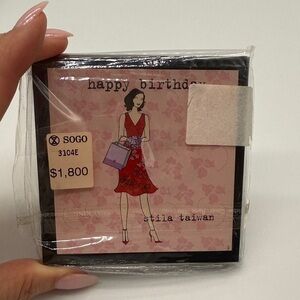 happy birthday
SOGO
3104E
$1,800
stila taiwan